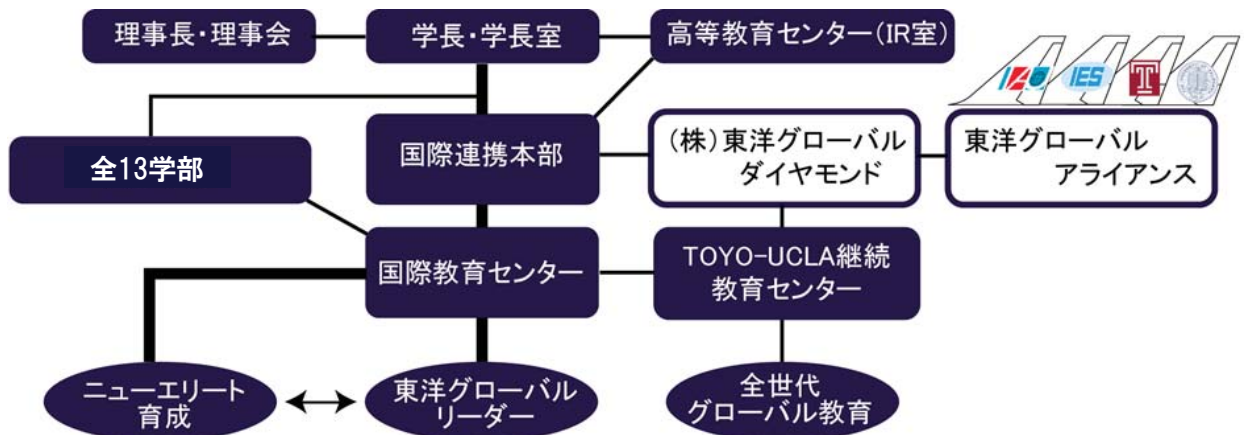 理事長・理事会
学長・学長室
高等教育センター(IR室)
IAU
IES
T
全13学部
国際連携本部
(株)東洋グローバル
ダイヤモンド
東洋グローバル
アライアンス
国際教育センター
TOYO-UCLA継続
教育センター
ニューエリート
育成
東洋グローバル
リーダー
全世代
グローバル教育